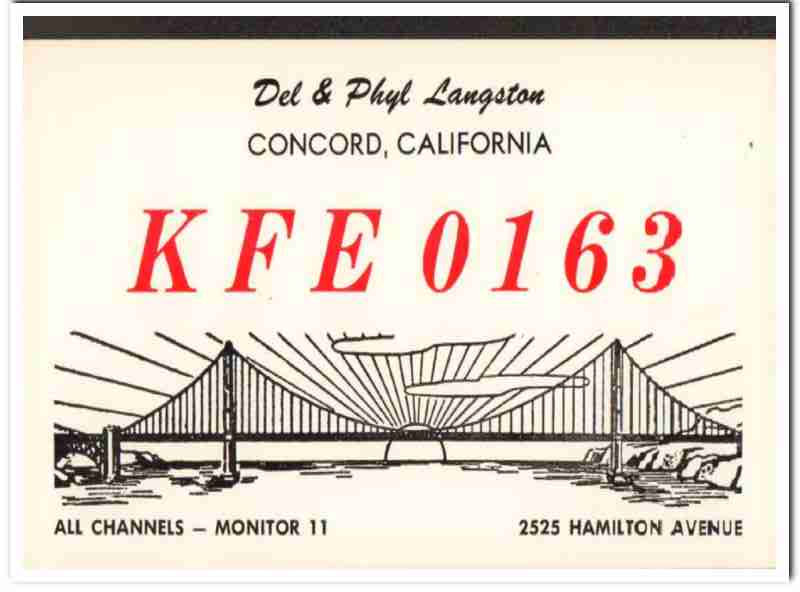 Del & Phyl Langston
CONCORD, CALIFORNIA
KFE 0163
ALL CHANNELS – MONITOR 11
2525 HAMILTON AVENUE